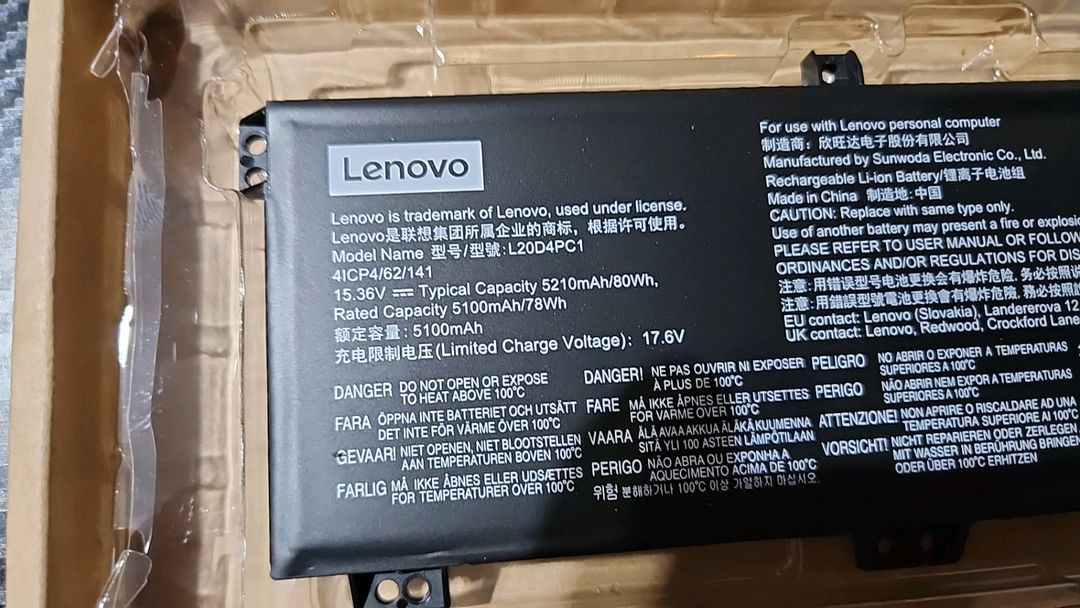 Lenovo
Lenovo is trademark of Lenovo, used under license.
Lenovo是联想集团所属企业的商标，根据许可使用。
Model Name 型号/型號:L20D4PC1
4ICP4/62/141
15.36V ⎓ Typical Capacity 5210mAh/80Wh,
Rated Capacity 5100mAh/78Wh
额定容量: 5100mAh
充电限制电压(Limited Charge Voltage): 17.6V
For use with Lenovo personal computer
制造商: 欣旺达电子股份有限公司
Manufactured by Sunwoda Electronic Co., Ltd.
Rechargeable Li-ion Battery/锂离子电池组
Made in China 制造地: 中国
CAUTION: Replace with same type only.
Use of another battery may present a fire or explosio
PLEASE REFER TO USER MANUAL OR FOLLOW
ORDINANCES AND/OR REGULATIONS FOR DIS
注意: 用错误型号电池更换会有爆炸危险, 务必按照说
注意: 用錯誤型號電池更換會有爆炸危險, 務必按照說
EU contact: Lenovo (Slovakia), Landererova 12,
UK contact: Lenovo, Redwood, Crockford Lane
DANGER DO NOT OPEN OR EXPOSE
TO HEAT ABOVE 100°C
FARA ÖPPNA INTE BATTERIET OCH UTSÄTT
DET INTE FÖR VÄRME ÖVER 100°C
GEVAAR! NIET OPENEN, NIET BLOOTSTELLEN
AAN TEMPERATUREN BOVEN 100°C
FARLIG MÅ IKKE ÅBNES ELLER UDSÆTTES
FOR TEMPERATURER OVER 100°C
DANGER! NE PAS OUVRIR NI EXPOSER
À PLUS DE 100°C
FARE MÅ IKKE ÅPNES ELLER UTSETTES
FOR VARME OVER 100°C
VAARA ÄLÄ AVAA AKKUA ÄLÄKÄ KUUMENNA
SITÄ YLI 100 ASTEEN LÄMPÖTILAAN
PERIGO NÃO ABRA OU EXPONHA A
AQUECIMENTO ACIMA DE 100°C
위험 분해하거나 100°C 이상 가열하지 마십시오.
PELIGRO NO ABRIR O EXPONER A TEMPERATURAS
SUPERIORES A 100°C
PERIGO NÃO ABRIR NEM EXPOR A TEMPERATURAS
SUPERIORES A 100°C
ATTENZIONE! NON APRIRE O RISCALDARE AD UNA
TEMPERATURA SUPERIORE AI 100°C
VORSICHT! NICHT REPARIEREN ODER ZERLEGEN
MIT WASSER IN BERÜHRUNG BRINGEN
ODER ÜBER 100°C ERHITZEN